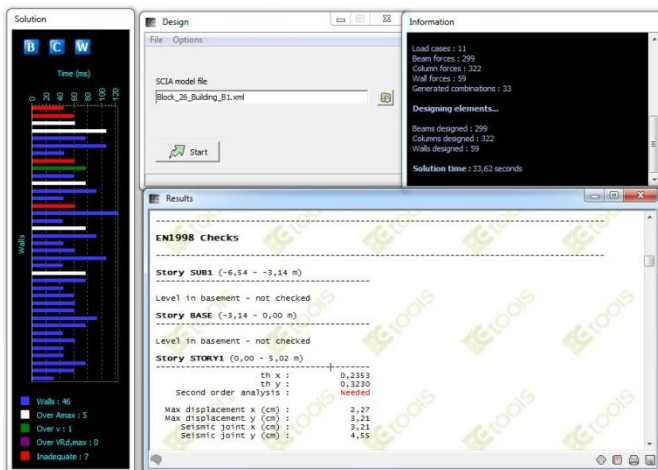 Solution
B C W
Time (ms)
0 20 40 60 80 100 120
Walls
Walls : 46
Over Amax : 5
Over v : 1
Over VRd,max : 0
Inadequate : 7
Design
File Options
SCIA model file
Block_26_Building_B1.xml
Start
Information
Load cases : 11
Beam forces : 299
Column forces : 322
Wall forces : 59
Generated combinations : 33
Designing elements...
Beams designed : 299
Columns designed : 322
Walls designed : 59
Solution time : 33,62 seconds
Results
EN1998 Checks
Story SUB1 (-6,54 - -3,14 m)
Level in basement - not checked
Story BASE (-3,14 - 0,00 m)
Level in basement - not checked
Story STORY1 (0,00 - 5,02 m)
th x : 0,2353
th y : 0,3230
Second order analysis : Needed
Max displacement x (cm) : 2,27
Max displacement y (cm) : 3,21
Seismic joint x (cm) : 3,21
Seismic joint y (cm) : 4,55